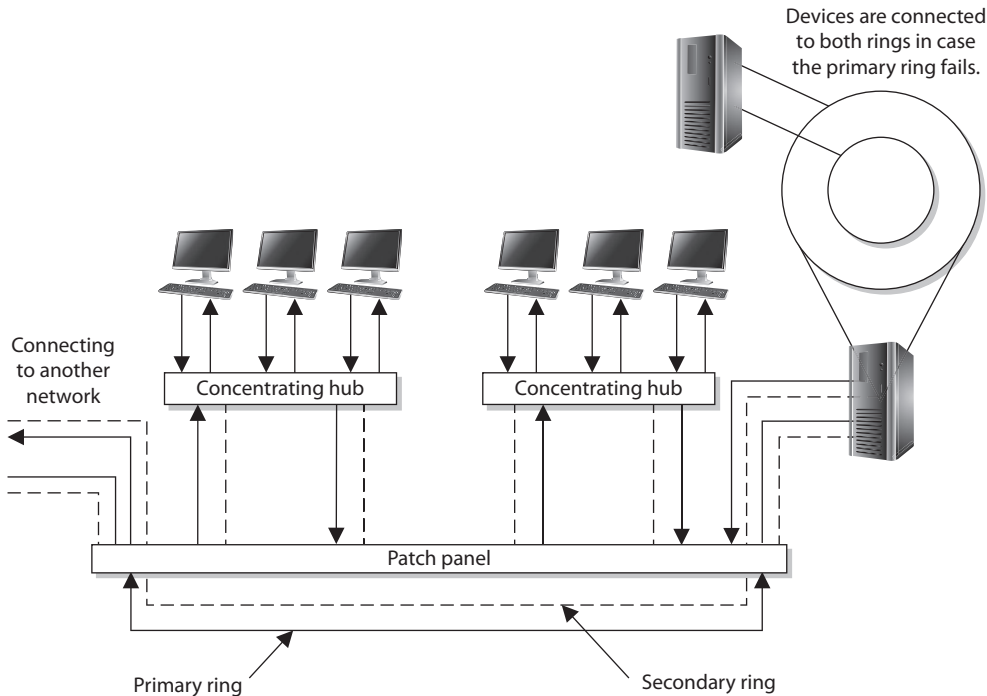 Devices are connected
to both rings in case
the primary ring fails.
Connecting
to another
network
Concentrating hub
Concentrating hub
Patch panel
Primary ring
Secondary ring